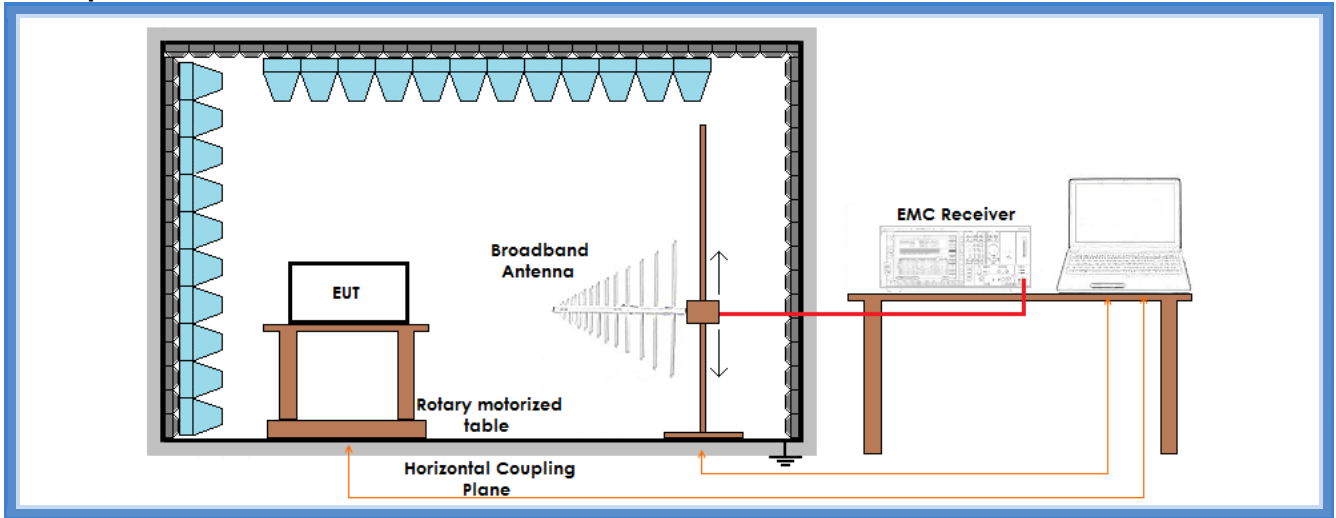 EMC Receiver
Broadband
Antenna
EUT
Rotary motorized
table
Horizontal Coupling
Plane